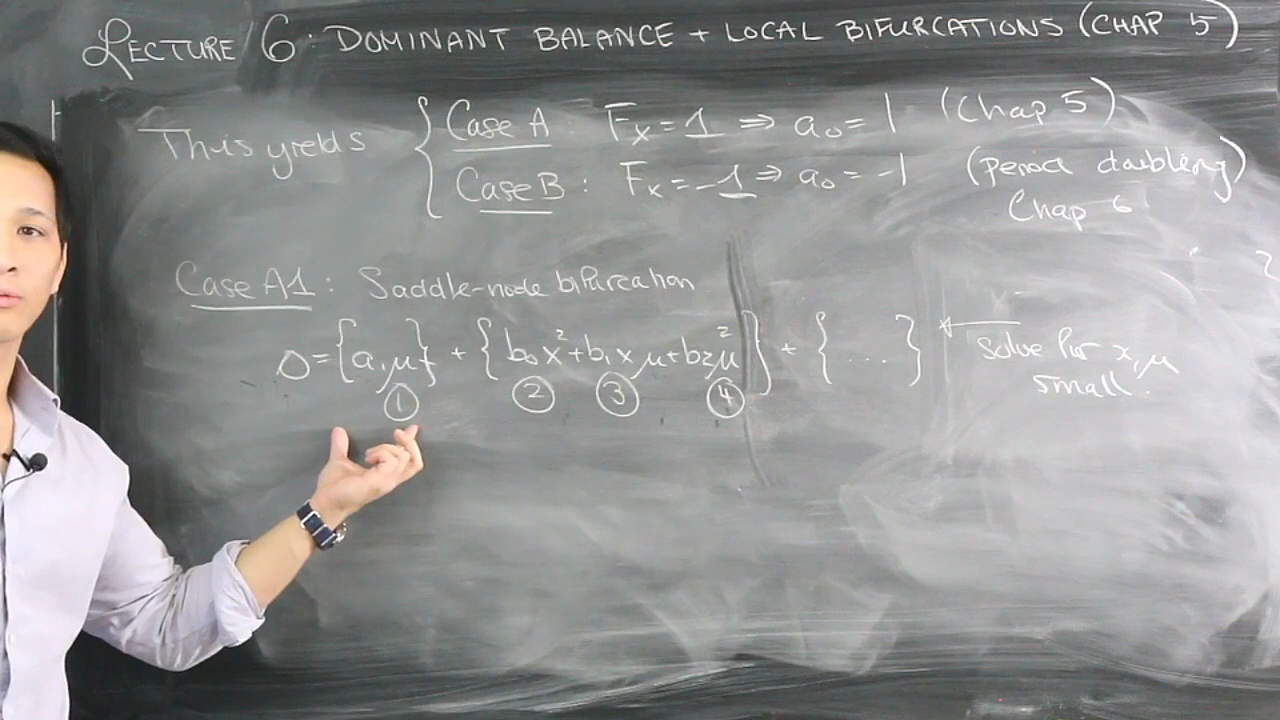 LECTURE 6: DOMINANT BALANCE + LOCAL BIFURCATIONS (CHAP 5)
This yields { Case A : Fx = 1 ⇒ a₀ = 1 (Chap 5)
Case B : Fx = -1 ⇒ a₀ = -1 (period doubling)
Chap 6
Case A1 : Saddle-node bifurcation
0 = {a₁μ} + {b₀x² + b₁xμ + b₂μ²} + {...} ← solve for x, μ
small.
① ② ③ ④